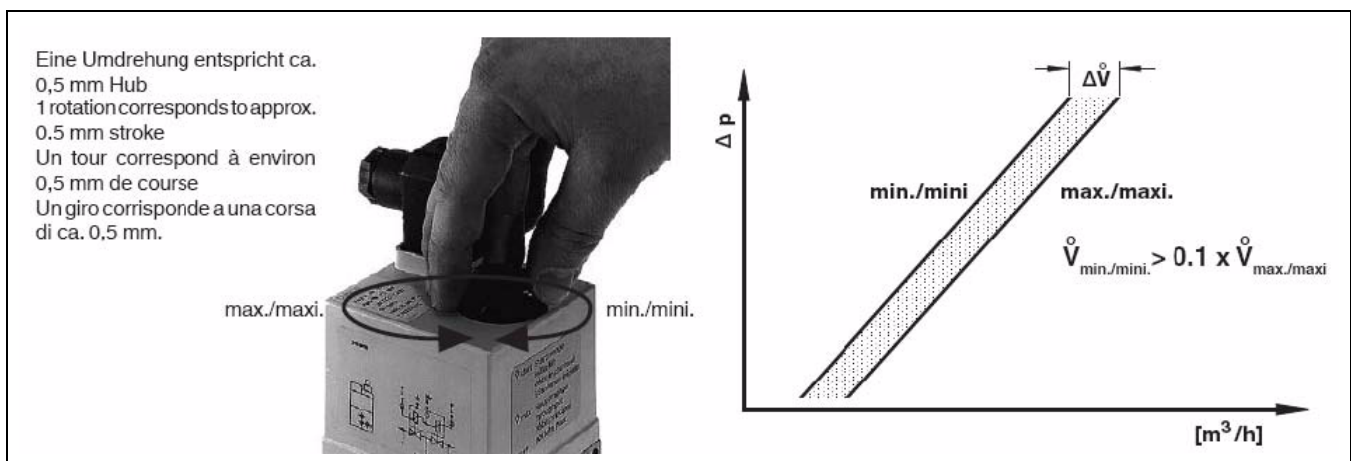 Eine Umdrehung entspricht ca.
0,5 mm Hub
1 rotation corresponds to approx.
0.5 mm stroke
Un tour correspond à environ
0,5 mm de course
Un giro corrisponde a una corsa
di ca. 0,5 mm.
max./maxi.
min./mini.
ΔV̊
Δ p
min./mini
max./maxi.
V̊ min./mini. > 0.1 x V̊ max./maxi
[m³/h]